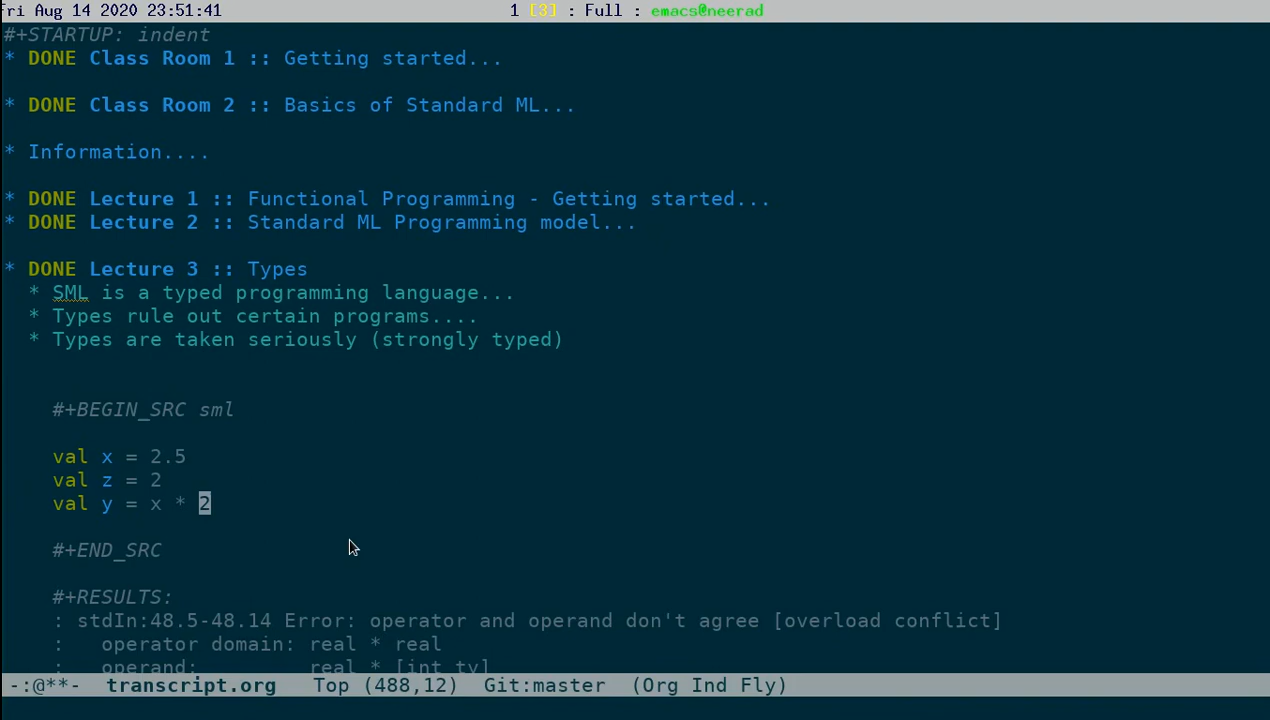 Fri Aug 14 2020 23:51:41 1 [3] : Full : emacs@neerad
#+STARTUP: indent
* DONE Class Room 1 :: Getting started...
* DONE Class Room 2 :: Basics of Standard ML...
* Information....
* DONE Lecture 1 :: Functional Programming - Getting started...
* DONE Lecture 2 :: Standard ML Programming model...
* DONE Lecture 3 :: Types
* SML is a typed programming language...
* Types rule out certain programs....
* Types are taken seriously (strongly typed)
#+BEGIN_SRC sml
val x = 2.5
val z = 2
val y = x * 2
#+END_SRC
#+RESULTS:
: stdIn:48.5-48.14 Error: operator and operand don't agree [overload conflict]
: operator domain: real * real
: operand: real * [int ty]
-:@**- transcript.org Top (488,12) Git:master (Org Ind Fly)